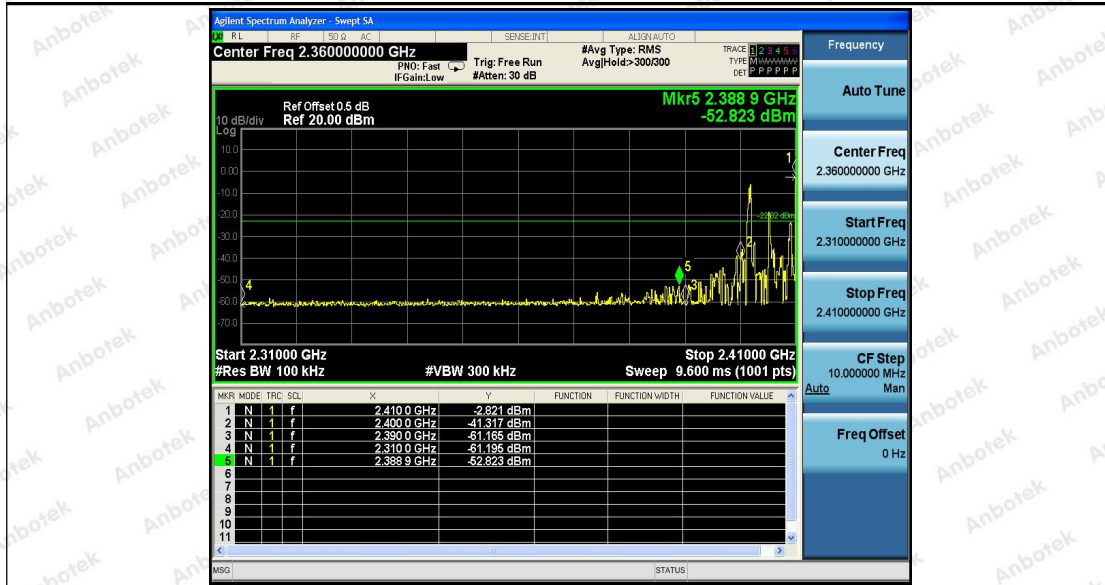 Agilent Spectrum Analyzer - Swept SA
RL RF 50 Ω AC SENSE:INT ALIGNAUTO
Center Freq 2.360000000 GHz
PNO: Fast
IFGain:Low
Trig: Free Run
#Atten: 30 dB
#Avg Type: RMS
Avg|Hold:>300/300
TRACE 1 2 3 4 5 6
TYPE M
DET P P P P P P
Mkr5 2.388 9 GHz
-52.823 dBm
Ref Offset 0.5 dB
10 dB/div Ref 20.00 dBm
Log
10.0
0.00
-10.0
-20.0
-30.0
-40.0
-50.0
-60.0
-70.0
1
2
5
3
4
Start 2.31000 GHz Stop 2.41000 GHz
#Res BW 100 kHz #VBW 300 kHz Sweep 9.600 ms (1001 pts)
MKR MODE TRC SCL X Y FUNCTION FUNCTION WIDTH FUNCTION VALUE
1 N 1 f 2.410 0 GHz -2.821 dBm
2 N 1 f 2.400 0 GHz -41.317 dBm
3 N 1 f 2.390 0 GHz -61.165 dBm
4 N 1 f 2.310 0 GHz -61.195 dBm
5 N 1 f 2.388 9 GHz -52.823 dBm
6
7
8
9
10
11
MSG STATUS
Frequency
Auto Tune
Center Freq
2.360000000 GHz
Start Freq
2.310000000 GHz
Stop Freq
2.410000000 GHz
CF Step
10.000000 MHz
Auto Man
Freq Offset
0 Hz
Anbotek